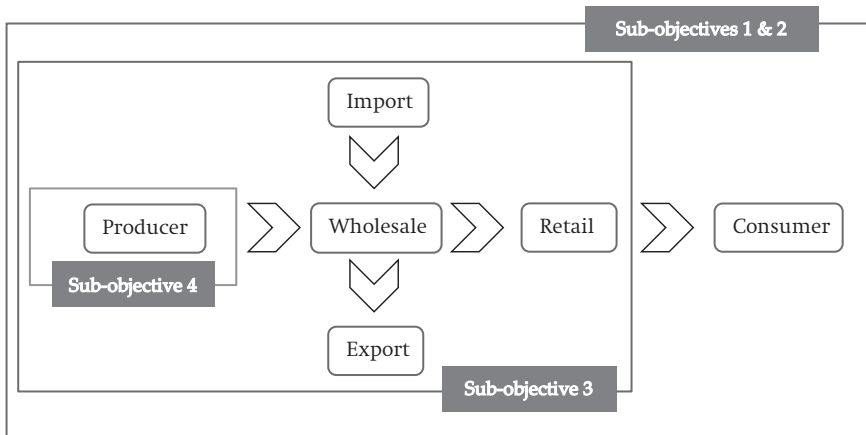 Sub-objectives 1 & 2
Import
Producer
Wholesale
Retail
Consumer
Sub-objective 4
Export
Sub-objective 3